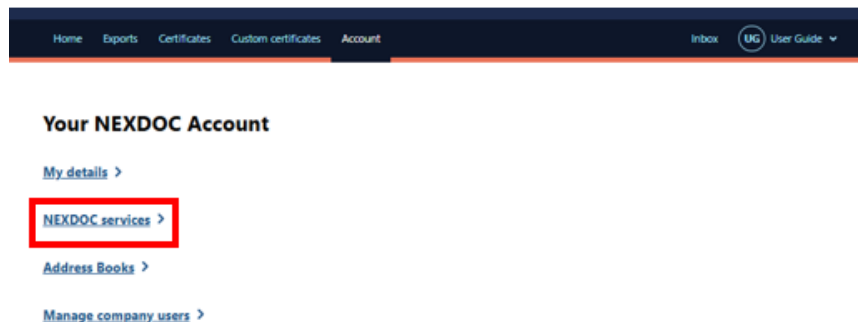 Home Exports Certificates Custom certificates Account Inbox UG User Guide
Your NEXDOC Account
My details >
NEXDOC services >
Address Books >
Manage company users >